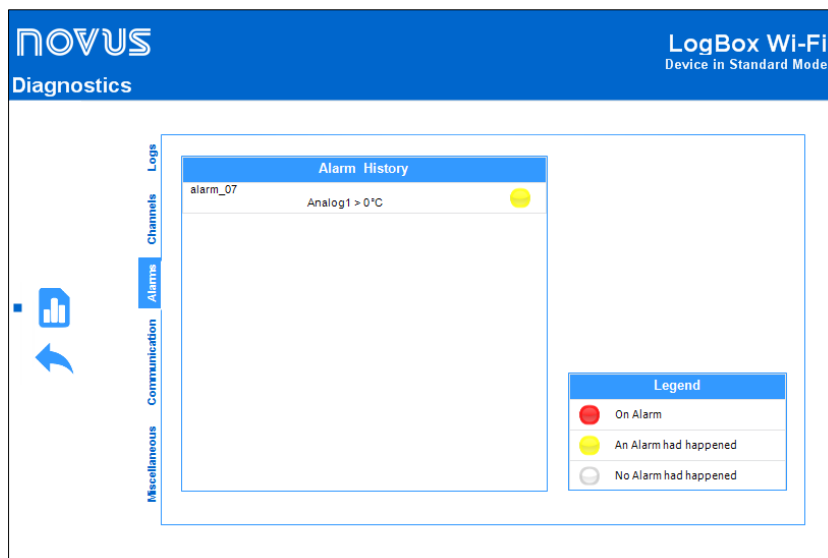 NOVUS
LogBox Wi-Fi
Device in Standard Mode
Diagnostics
Logs
Channels
Alarms
Communication
Miscellaneous
Alarm History
alarm_07
Analog1 > 0°C
Legend
On Alarm
An Alarm had happened
No Alarm had happened